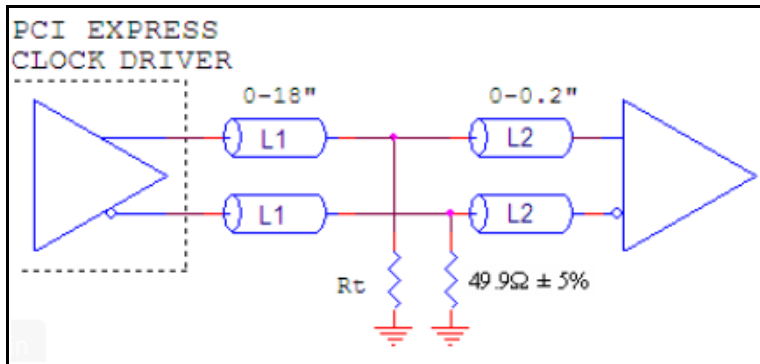 PCI EXPRESS
CLOCK DRIVER
0-18"
0-0.2"
L1
L2
L1
L2
Rt
49.9Ω ± 5%